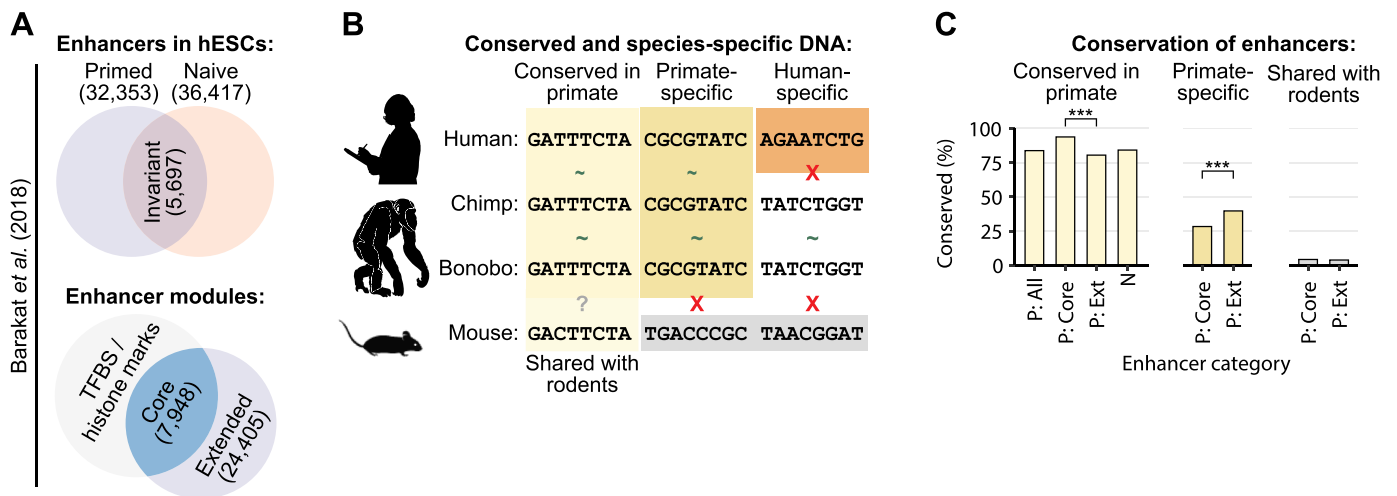 A
Enhancers in hESCs:
Primed
(32,353)
Naive
(36,417)
Invariant
(5,697)
Barakat et al. (2018)
Enhancer modules:
TFBS /
histone marks
Core
(7,948)
Extended
(24,405)
B
Conserved and species-specific DNA:
Conserved in
primate
Primate-
specific
Human-
specific
Human: GATTTCTA CGCGTATC AGAATCTG
~ ~ X
Chimp: GATTTCTA CGCGTATC TATCTGGT
~ ~ ~
Bonobo: GATTTCTA CGCGTATC TATCTGGT
? X X
Mouse: GACTTCTA TGACCCGC TAACGGAT
Shared with
rodents
C
Conservation of enhancers:
Conserved in
primate
Primate-
specific
Shared with
rodents
***
***
Conserved (%)
100
75
50
25
0
P: All
P: Core
P: Ext
N
P: Core
P: Ext
P: Core
P: Ext
Enhancer category